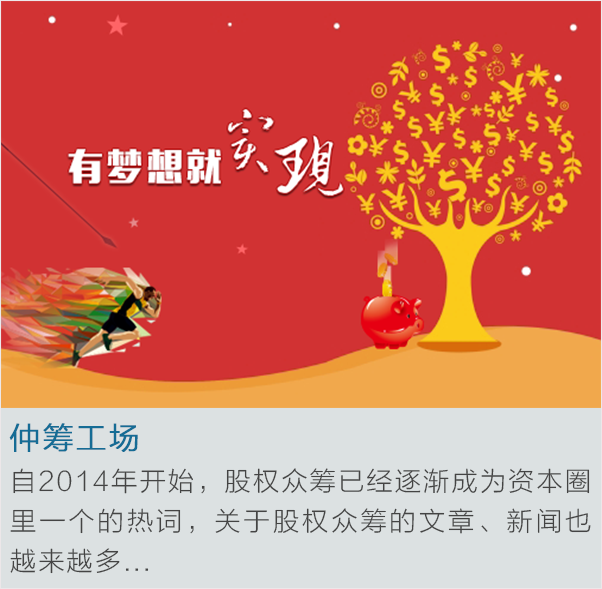 有梦想就实现
仲筹工场
自2014年开始，股权众筹已经逐渐成为资本圈
里一个的热词，关于股权众筹的文章、新闻也
越来越多...